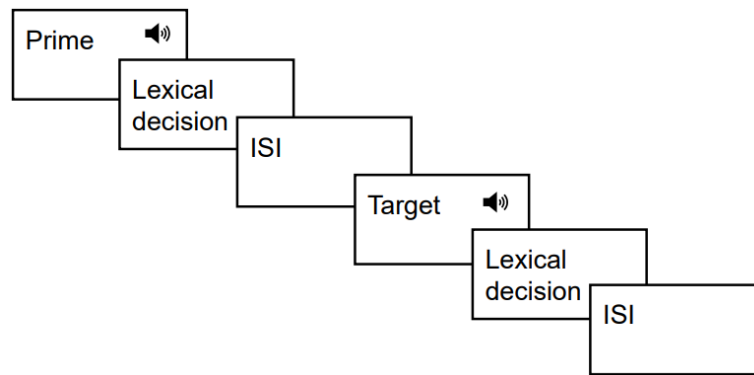 Prime
Lexical
decision
ISI
Target
Lexical
decision
ISI